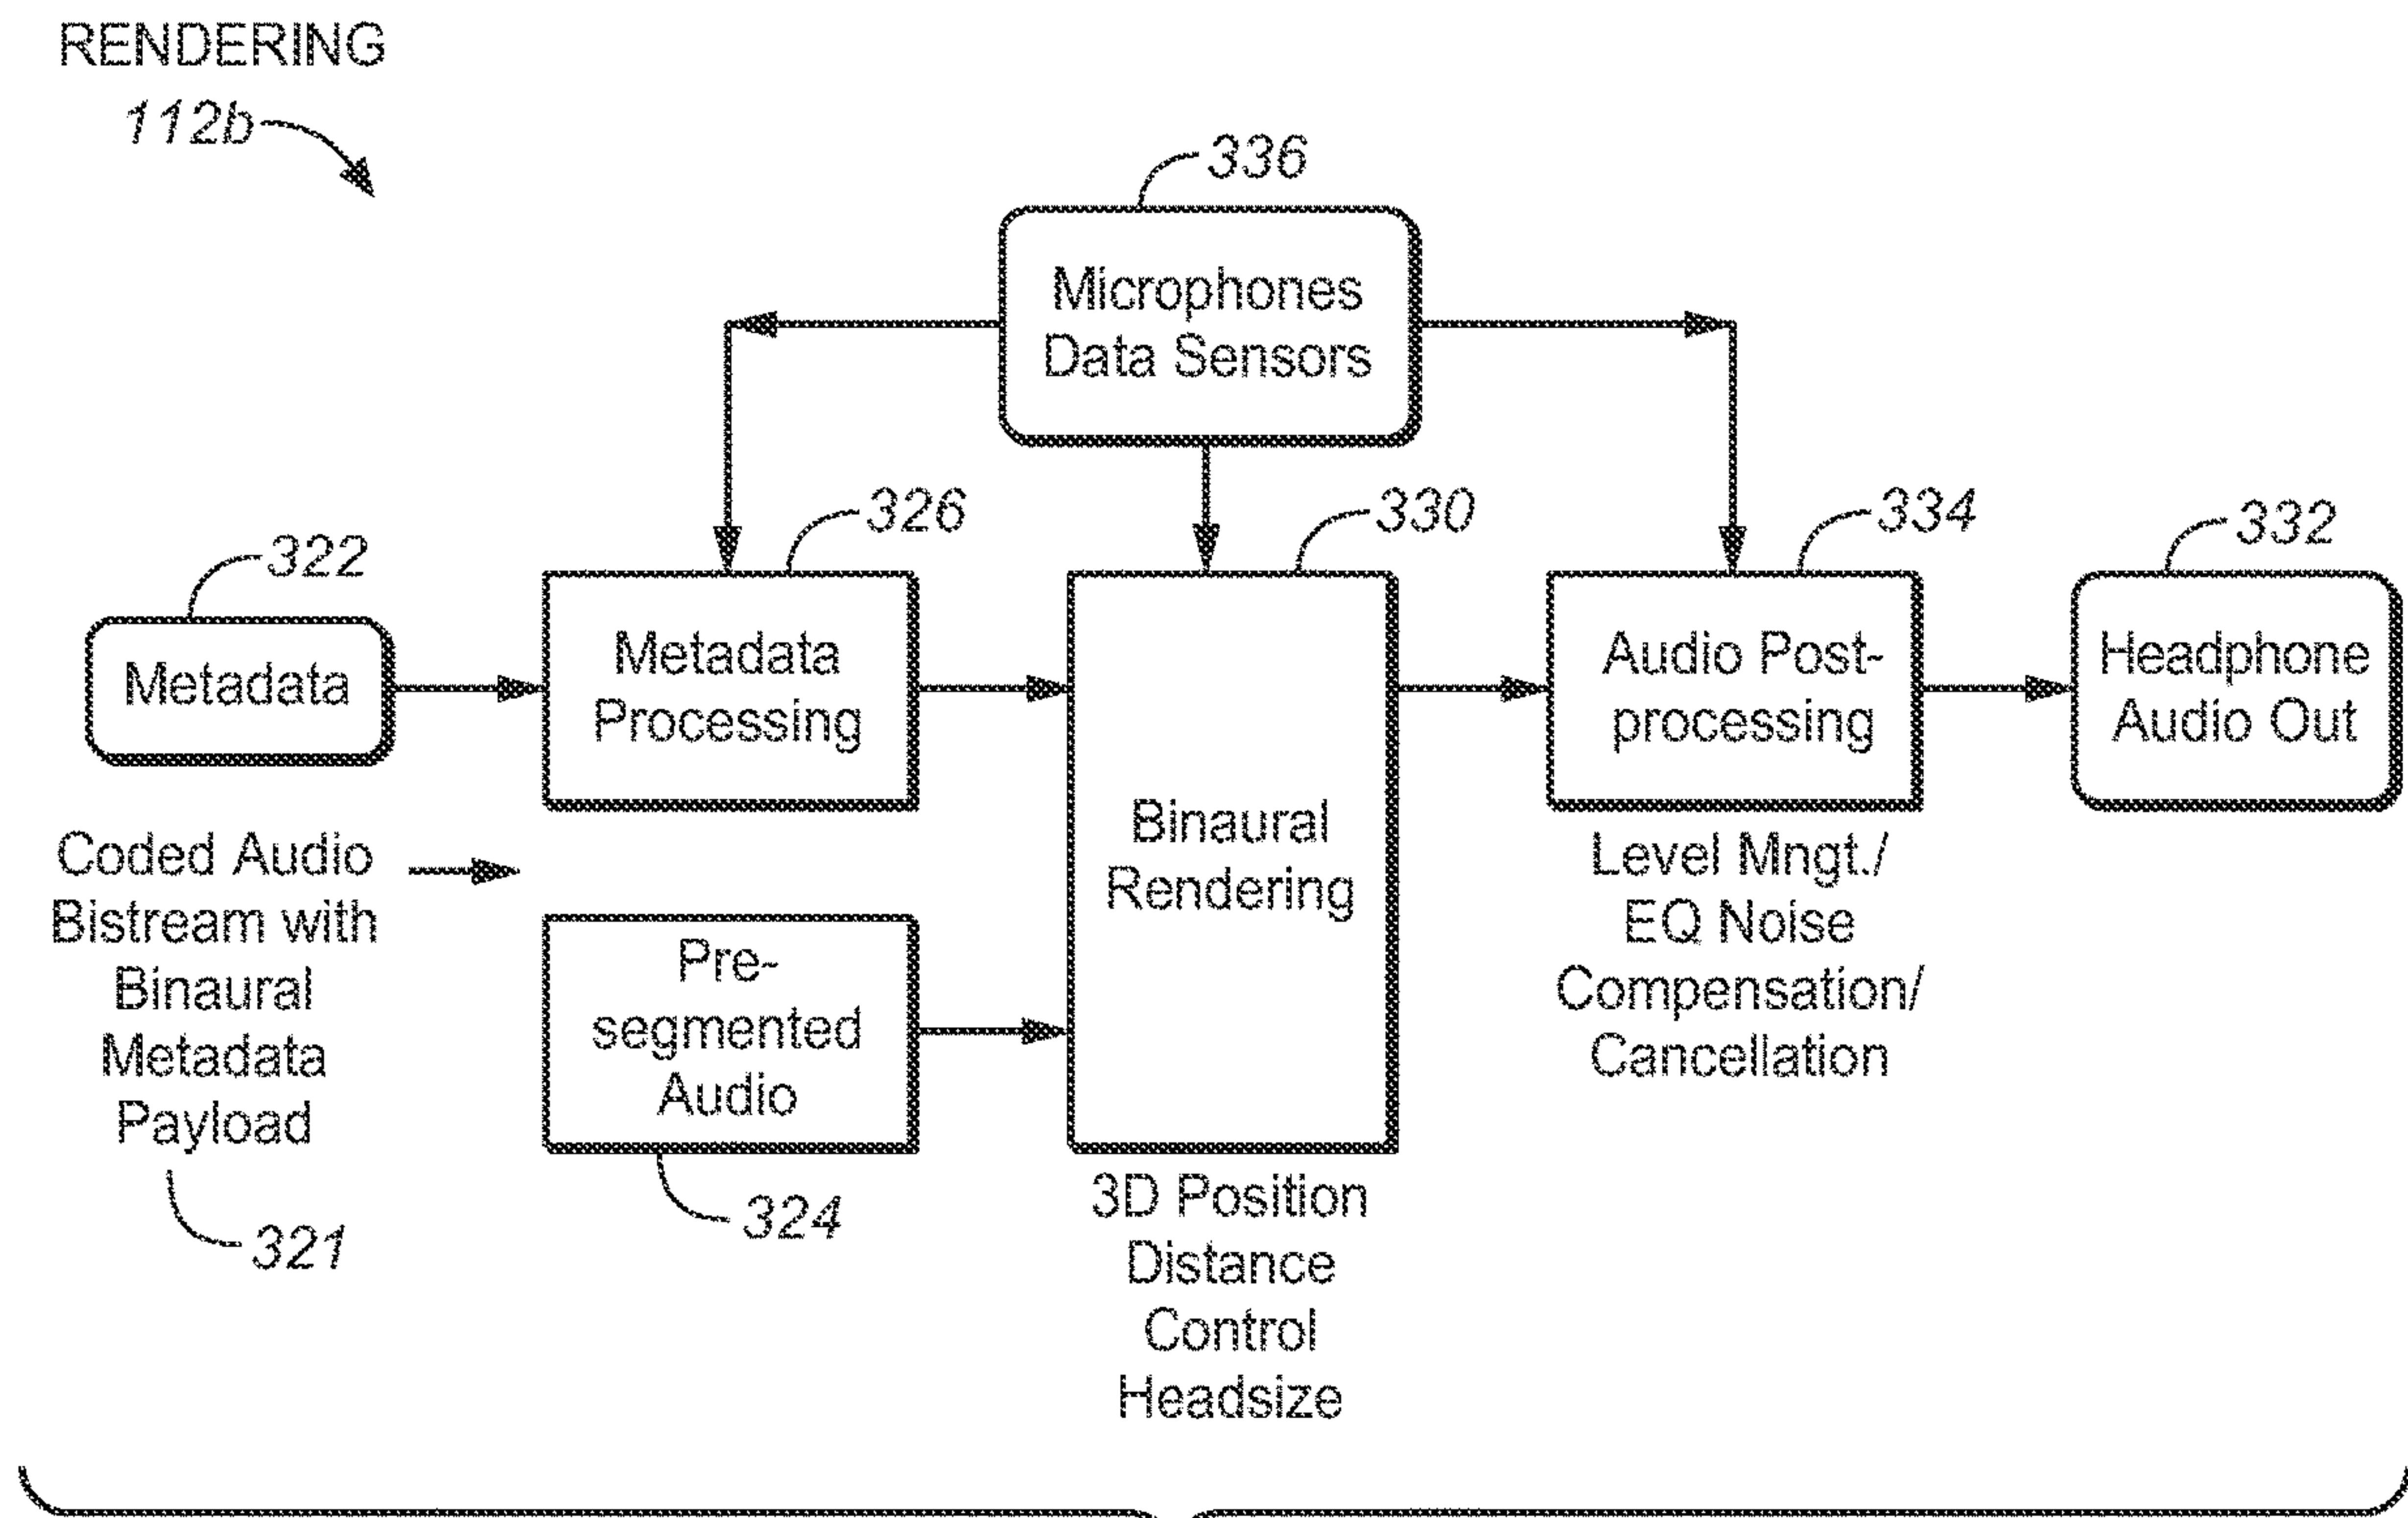 RENDERING
112b
336
Microphones
Data Sensors
322
326
330
334
332
Metadata
Metadata
Processing
Audio Post-
processing
Headphone
Audio Out
Coded Audio
Bistream with
Binaural
Metadata
Payload
321
Pre-
segmented
Audio
324
Binaural
Rendering
3D Position
Distance
Control
Headsize
Level Mngt./
EQ Noise
Compensation/
Cancellation